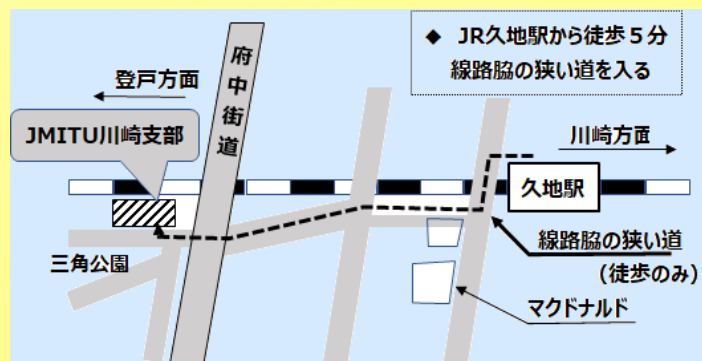 ◆ JR久地駅から徒歩5分
線路脇の狭い道を入る
府中街道
登戸方面
JMITU川崎支部
川崎方面
久地駅
線路脇の狭い道
(徒歩のみ)
三角公園
マクドナルド